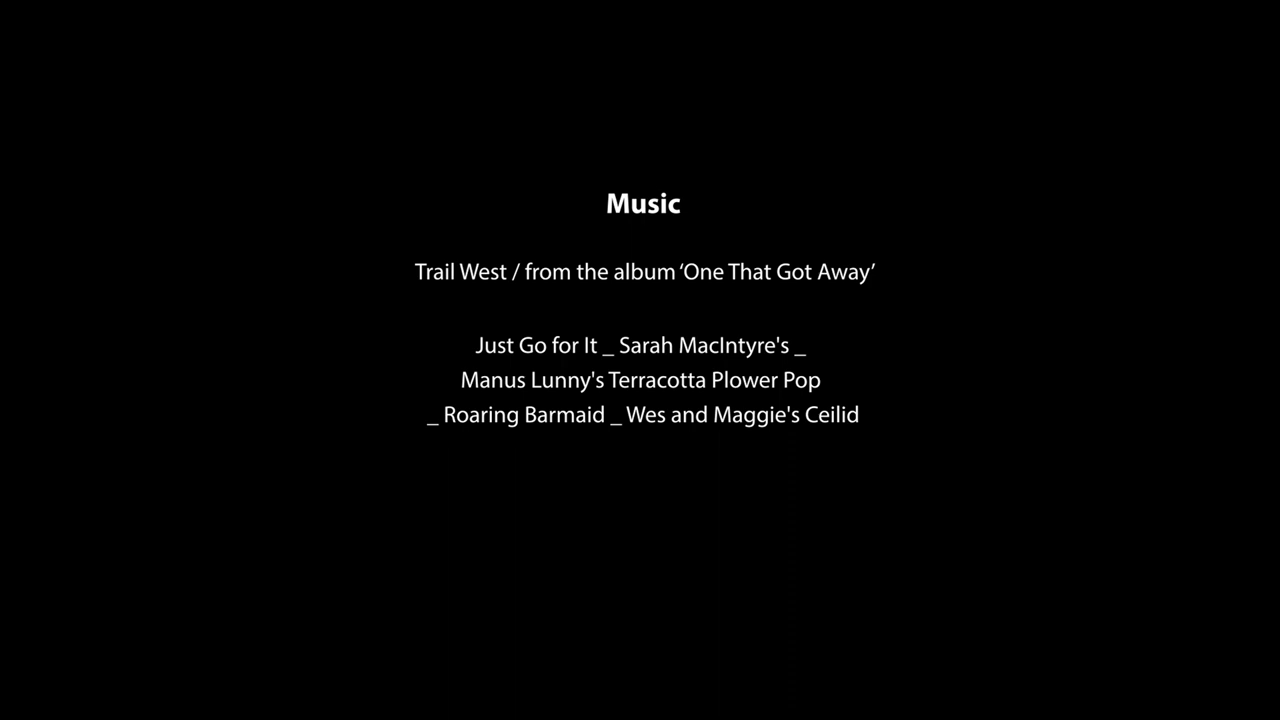 Music
Trail West / from the album ‘One That Got Away’
Just Go for It _ Sarah MacIntyre's _
Manus Lunny's Terracotta Plower Pop
_ Roaring Barmaid _ Wes and Maggie's Ceilid